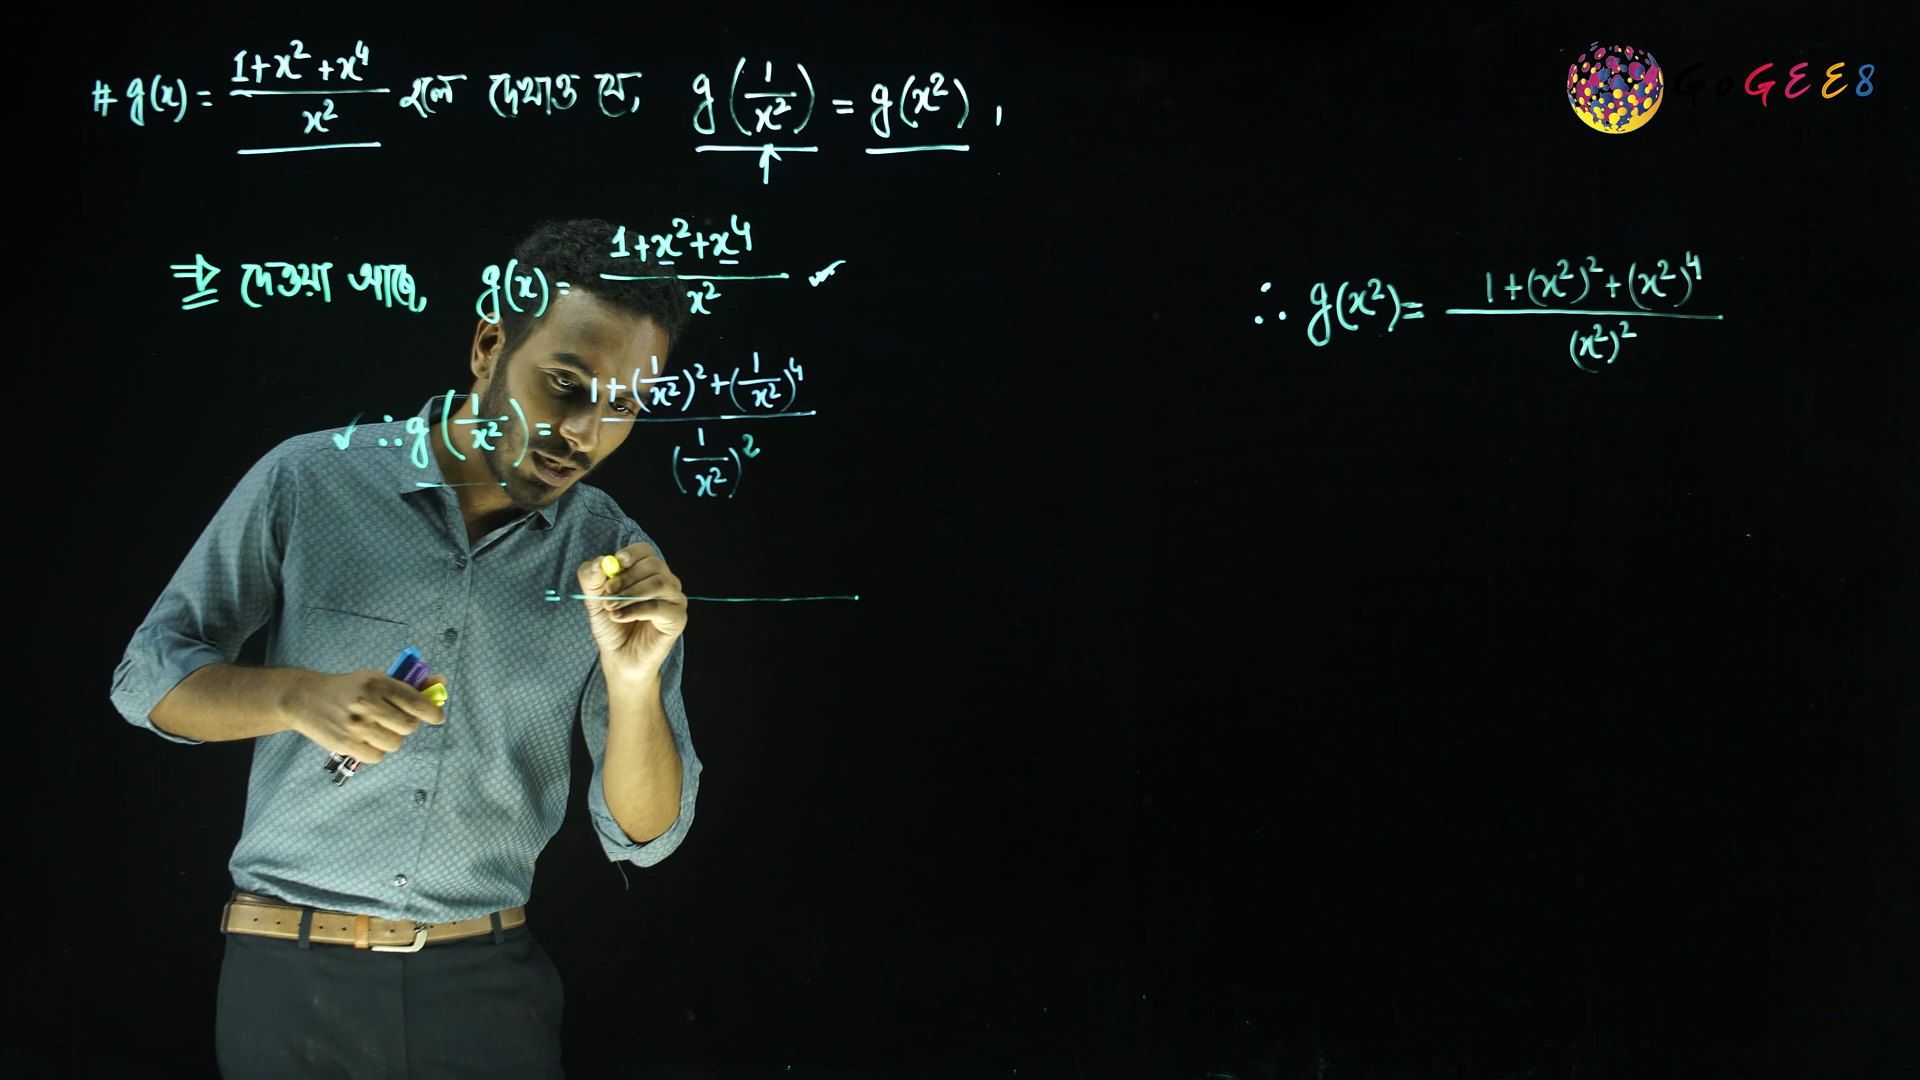 # g(x) = (1+x²+x⁴)/x² হলে দেখাও যে, g(1/x²) = g(x²) ।
GoGEE8
⇒ দেওয়া আছে, g(x) = (1+x²+x⁴)/x² ✓
✓ ∴ g(1/x²) = (1+(1/x²)²+(1/x²)⁴)/(1/x²)²
=
∴ g(x²) = (1+(x²)²+(x²)⁴)/(x²)²